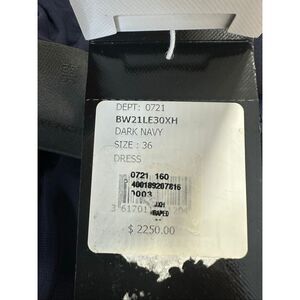 DEPT: 0721
BW21LE30XH
DARK NAVY
SIZE : 36
DRESS
0721 160
400189207816
0003
$ 2250.00